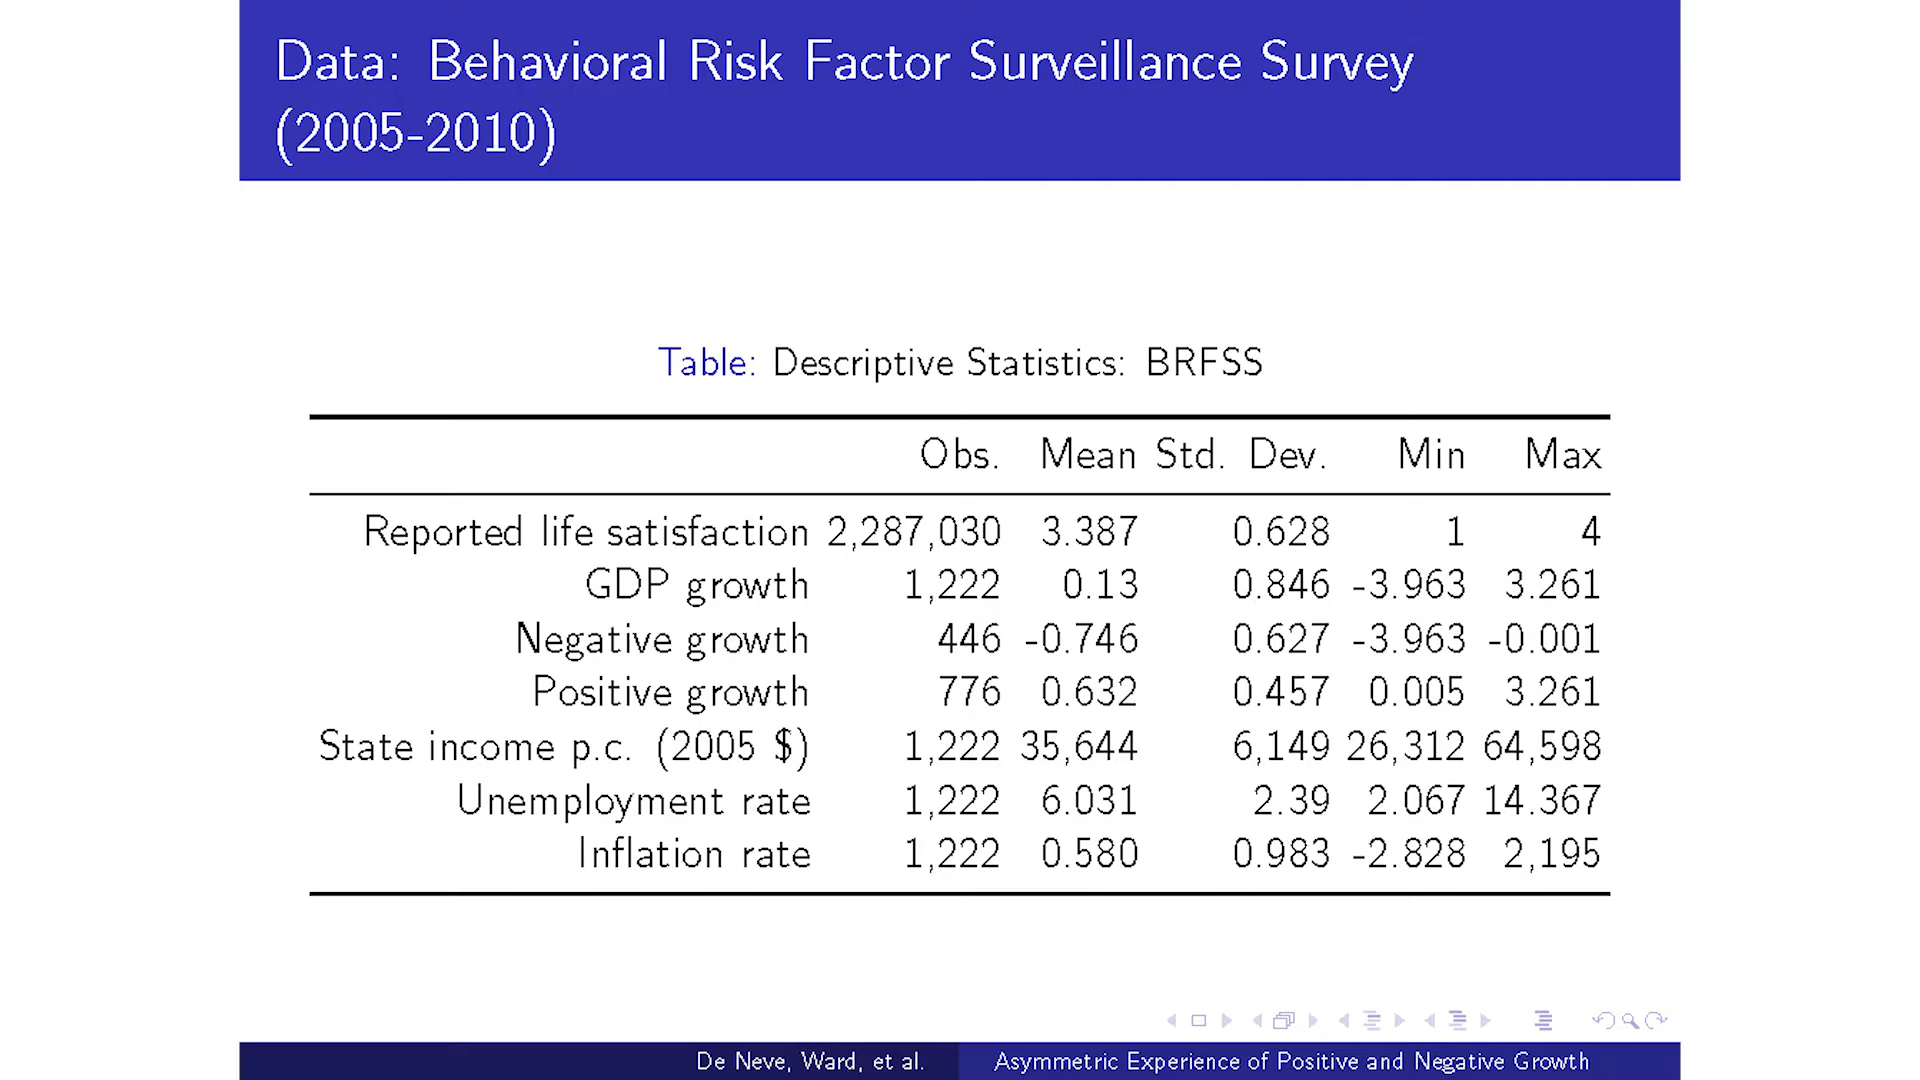 Data: Behavioral Risk Factor Surveillance Survey
(2005-2010)
Table: Descriptive Statistics: BRFSS
Obs. Mean Std. Dev. Min Max
Reported life satisfaction 2,287,030 3.387 0.628 1 4
GDP growth 1,222 0.13 0.846 -3.963 3.261
Negative growth 446 -0.746 0.627 -3.963 -0.001
Positive growth 776 0.632 0.457 0.005 3.261
State income p.c. (2005 $) 1,222 35,644 6,149 26,312 64,598
Unemployment rate 1,222 6.031 2.39 2.067 14.367
Inflation rate 1,222 0.580 0.983 -2.828 2,195
De Neve, Ward, et al. Asymmetric Experience of Positive and Negative Growth